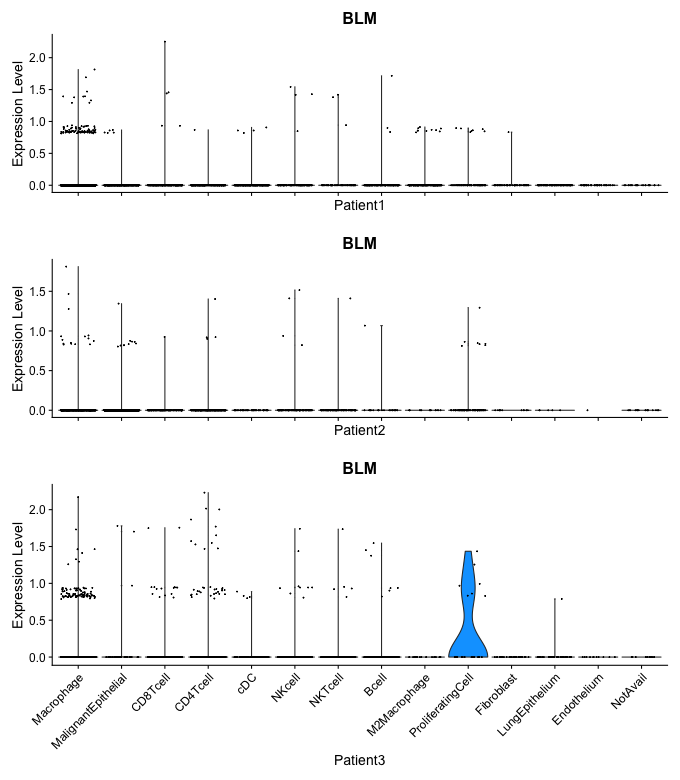 BLM
Expression Level
2.0
1.5
1.0
0.5
0.0
Patient1
BLM
Expression Level
1.5
1.0
0.5
0.0
Patient2
BLM
Expression Level
2.0
1.5
1.0
0.5
0.0
Macrophage
MalignantEpithelial
CD8Tcell
CD4Tcell
cDC
NKcell
NKTcell
Bcell
M2Macrophage
ProliferatingCell
Fibroblast
LungEpithelium
Endothelium
NotAvail
Patient3